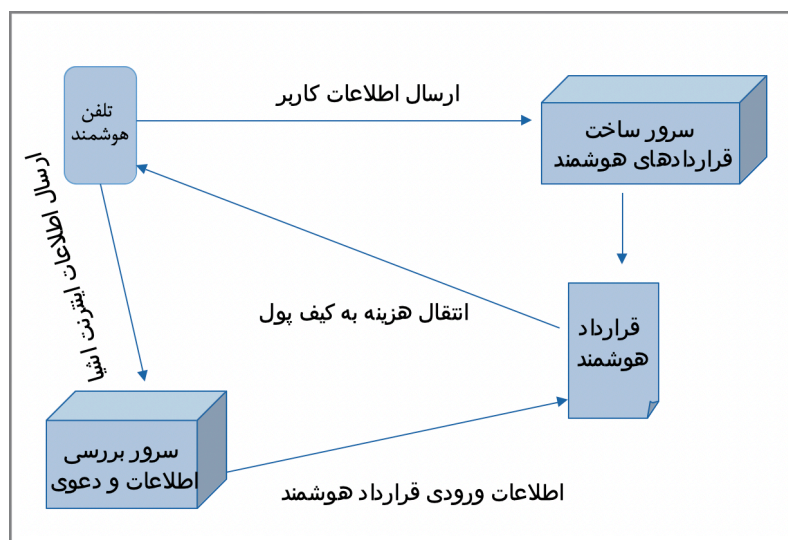 تلفن
هوشمند
ارسال اطلاعات کاربر
سرور ساخت
قراردادهای هوشمند
ارسال اطلاعات اینترنت اشیا
انتقال هزینه به کیف پول
قرارداد
هوشمند
سرور بررسی
اطلاعات و دعوی
اطلاعات ورودی قرارداد هوشمند